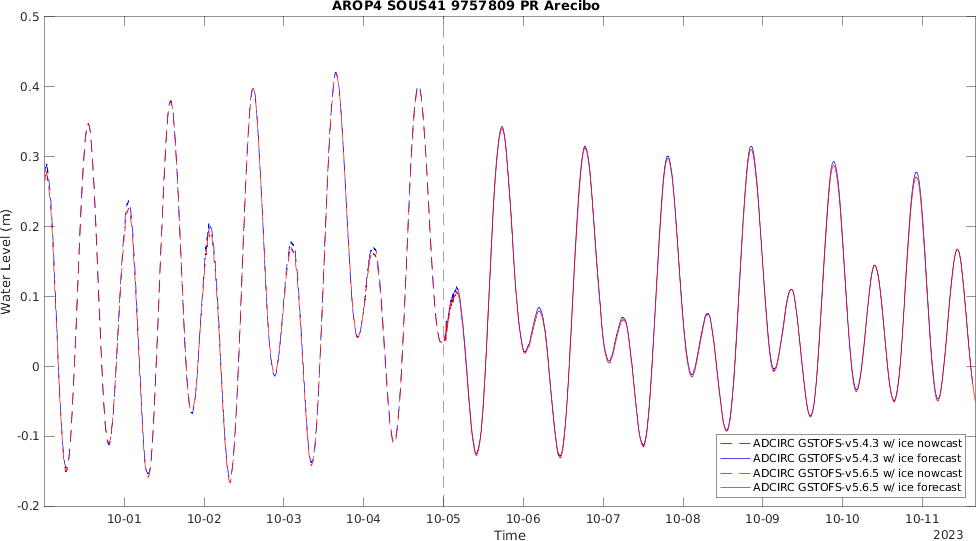 AROP4 SOUS41 9757809 PR Arecibo
0.5
0.4
0.3
0.2
0.1
0
-0.1
-0.2
Water Level (m)
ADCIRC GSTOFS-v5.4.3 w/ ice nowcast
ADCIRC GSTOFS-v5.4.3 w/ ice forecast
ADCIRC GSTOFS-v5.6.5 w/ ice nowcast
ADCIRC GSTOFS-v5.6.5 w/ ice forecast
10-01 10-02 10-03 10-04 10-05 10-06 10-07 10-08 10-09 10-10 10-11
Time
2023